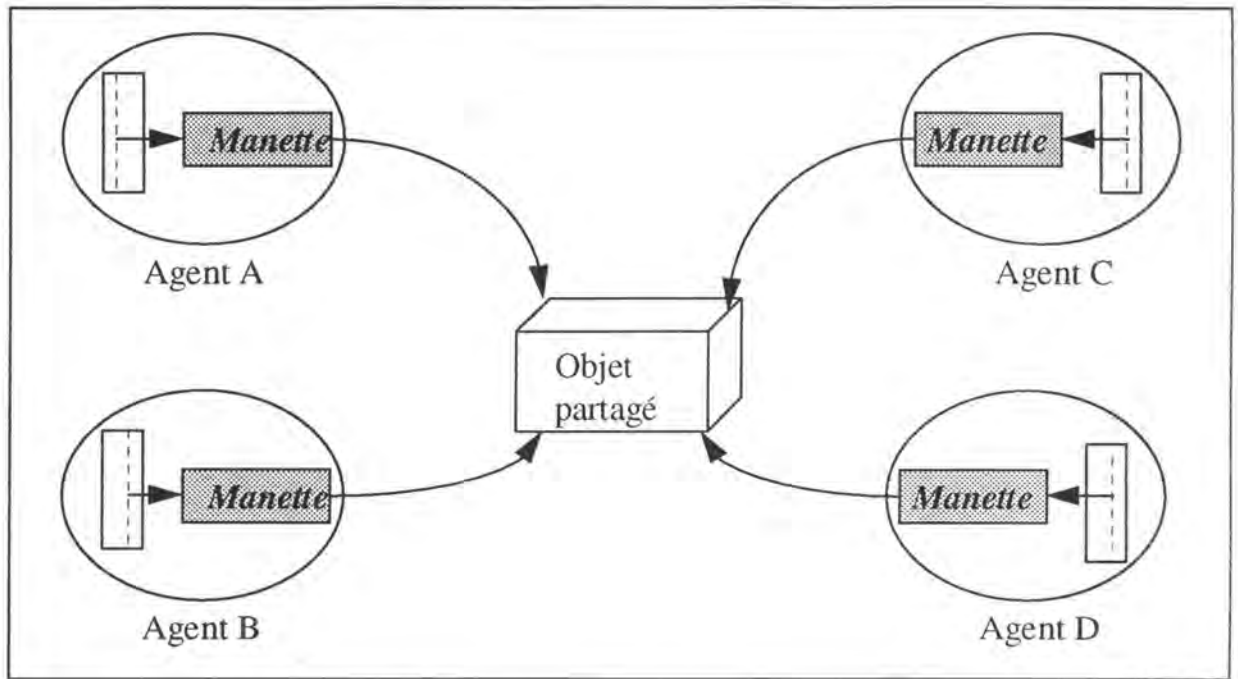 Manette
Manette
Agent A
Agent C
Objet
partagé
Manette
Manette
Agent B
Agent D